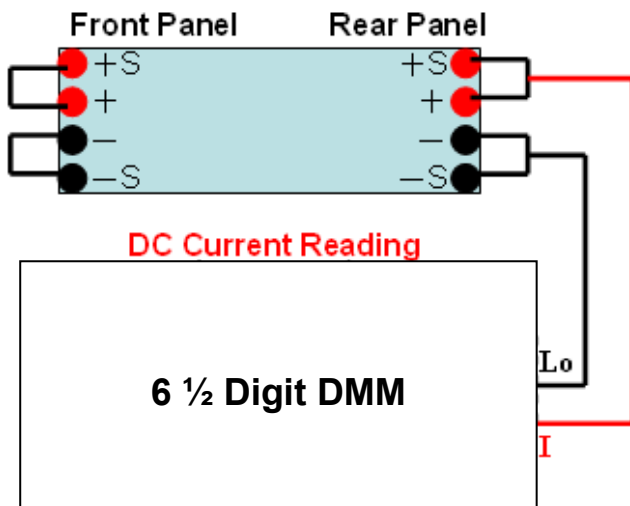 Front Panel Rear Panel
+S +S
+ +
- -
-S -S
DC Current Reading
6 ½ Digit DMM
Lo
I